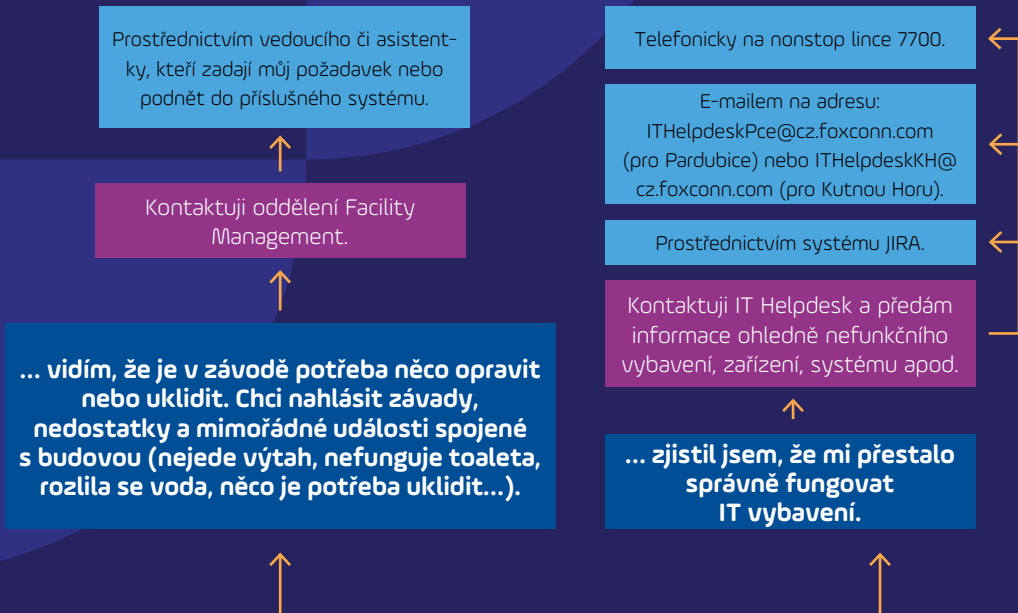 Prostřednictvím vedoucího či asistent-
ky, kteří zadají můj požadavek nebo
podnět do příslušného systému.
Kontaktuji oddělení Facility
Management.
... vidím, že je v závodě potřeba něco opravit
nebo uklidit. Chci nahlásit závady,
nedostatky a mimořádné události spojené
s budovou (nejede výtah, nefunguje toaleta,
rozlila se voda, něco je potřeba uklidit...).
Telefonicky na nonstop lince 7700.
E-mailem na adresu:
ITHelpdeskPce@cz.foxconn.com
(pro Pardubice) nebo ITHelpdeskKH@
cz.foxconn.com (pro Kutnou Horu).
Prostřednictvím systému JIRA.
Kontaktuji IT Helpdesk a předám
informace ohledně nefunkčního
vybavení, zařízení, systému apod.
... zjistil jsem, že mi přestalo
správně fungovat
IT vybavení.